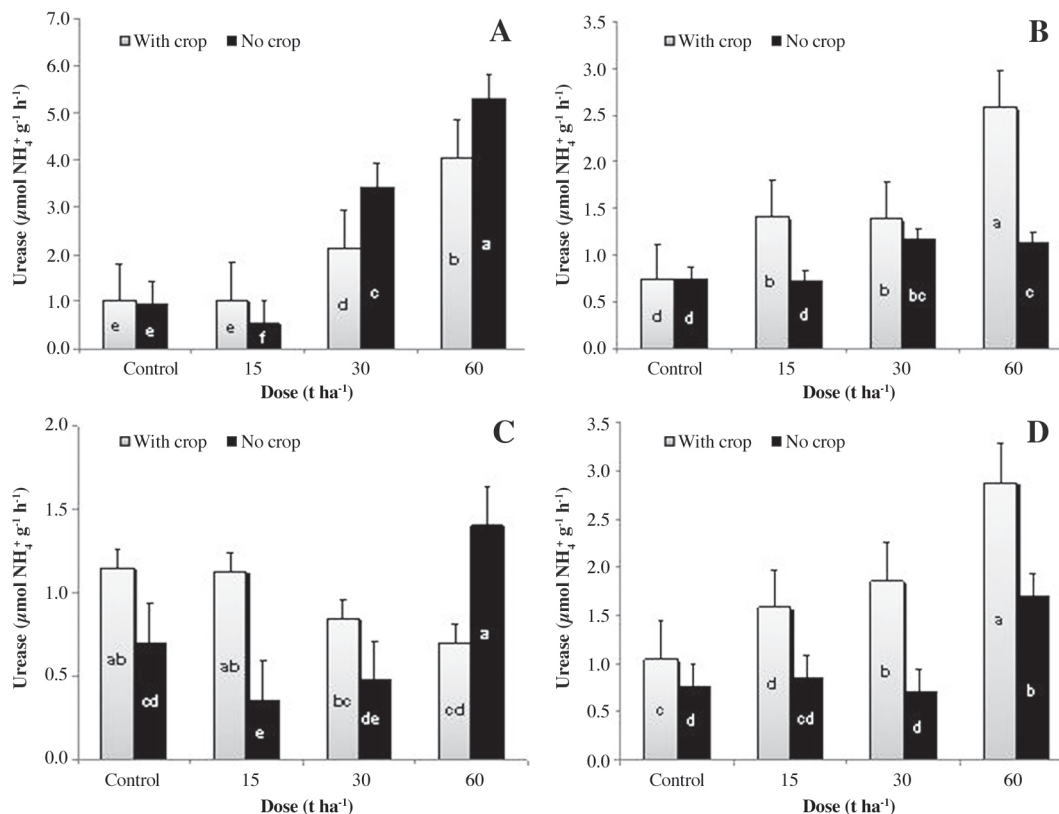 A
With crop No crop
7.0
6.0
5.0
4.0
3.0
2.0
1.0
0.0
Urease (µmol NH₄⁺ g⁻¹ h⁻¹)
e e e f d c b a
Control 15 30 60
Dose (t ha⁻¹)
B
With crop No crop
3.5
3.0
2.5
2.0
1.5
1.0
0.5
0.0
Urease (µmol NH₄⁺ g⁻¹ h⁻¹)
d d b d b bc a c
Control 15 30 60
Dose (t ha⁻¹)
C
With crop No crop
2.0
1.5
1.0
0.5
0.0
Urease (µmol NH₄⁺ g⁻¹ h⁻¹)
ab cd ab e bc de cd a
Control 15 30 60
Dose (t ha⁻¹)
D
With crop No crop
3.5
3.0
2.5
2.0
1.5
1.0
0.5
0.0
Urease (µmol NH₄⁺ g⁻¹ h⁻¹)
c d d cd b d a b
Control 15 30 60
Dose (t ha⁻¹)